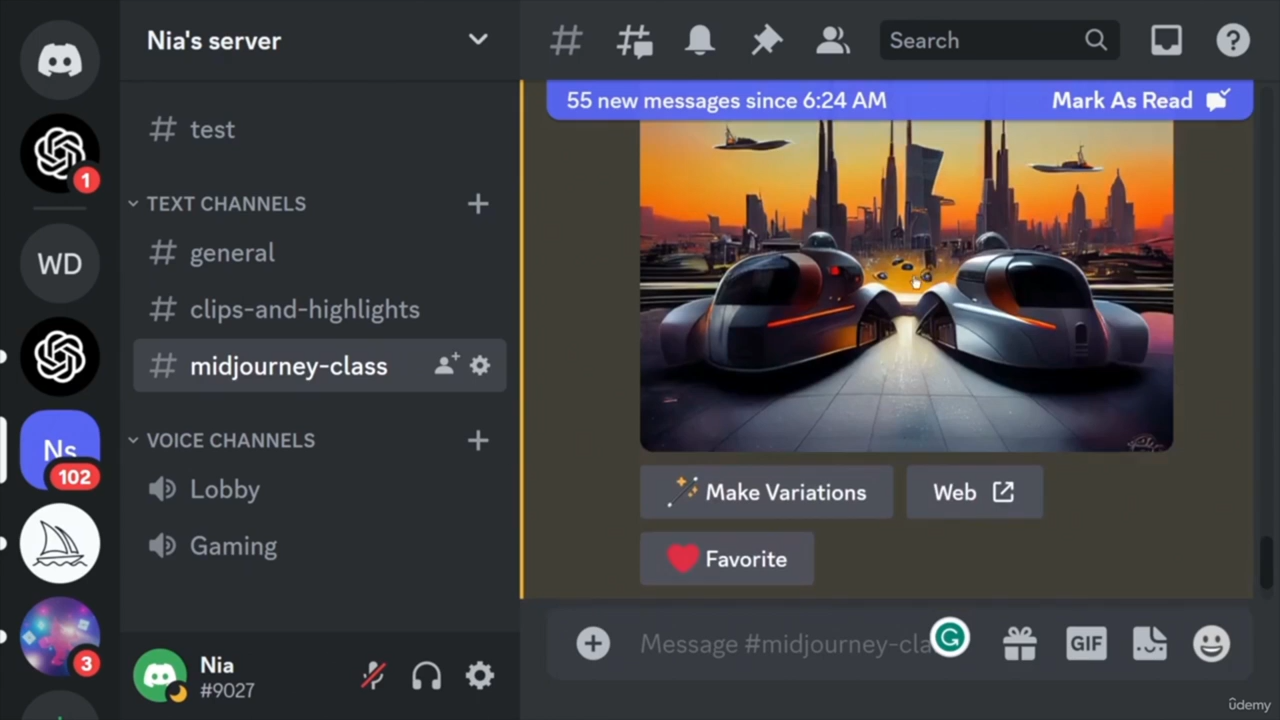 Nia's server
Search
55 new messages since 6:24 AM
Mark As Read
1
test
TEXT CHANNELS
WD
general
clips-and-highlights
midjourney-class
VOICE CHANNELS
Ns
102
Lobby
Make Variations
Web
Gaming
Favorite
3
Nia
#9027
Message #midjourney-cla
G
GIF
ûdemy